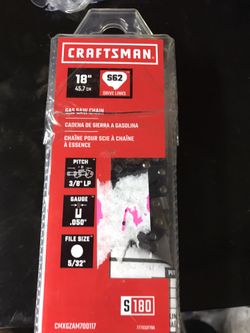 CRAFTSMAN
18"
45.7 CM
S62
DRIVE LINKS
GAS SAW CHAIN
CADENA DE SIERRA A GASOLINA
CHAÎNE POUR SCIE À CHAÎNE
À ESSENCE
PITCH
3/8" LP
GAUGE
.050"
FILE SIZE
5/32"
S180
CMXGZAM700117